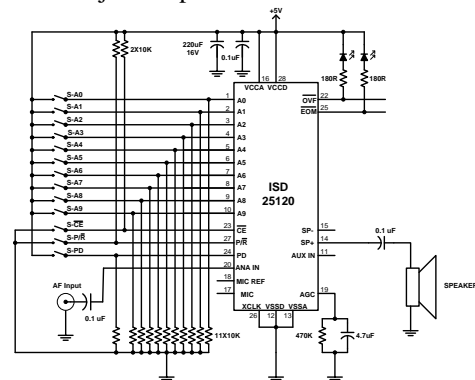 +5V
2X10K
220uF
16V
0.1uF
180R
180R
16
28
VCCA VCCD
S-A0
1
A0
OVF
22
S-A1
2
A1
EOM
25
S-A2
3
A2
S-A3
4
A3
S-A4
5
A4
S-A5
6
A5
S-A6
7
A6
S-A7
8
A7
S-A8
9
A8
S-A9
10
A9
ISD
25120
S-CE
23
CE
SP-
15
S-P/R
27
P/R
SP+
14
0.1 uF
S-PD
24
PD
AUX IN
11
20
ANA IN
18
MIC REF
AF Input
17
MIC
AGC
19
SPEAKER
0.1 uF
XCLK VSSD VSSA
26
12
13
11X10K
470K
4.7uF